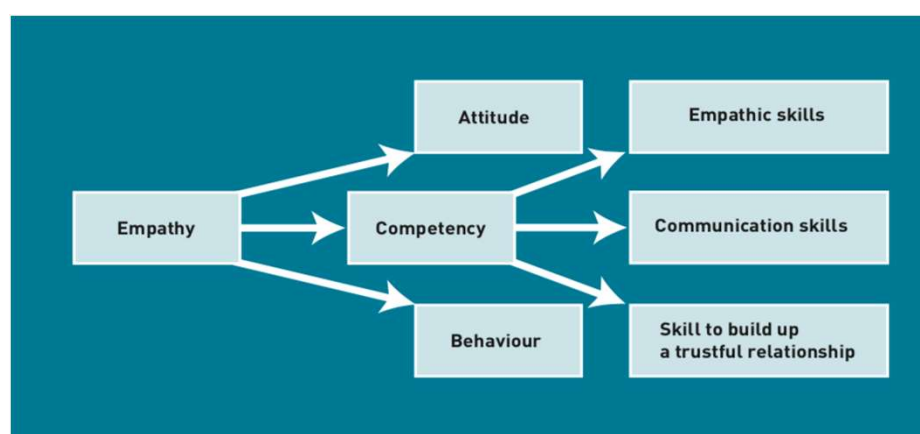 Attitude
Empathic skills
Empathy
Competency
Communication skills
Behaviour
Skill to build up
a trustful relationship